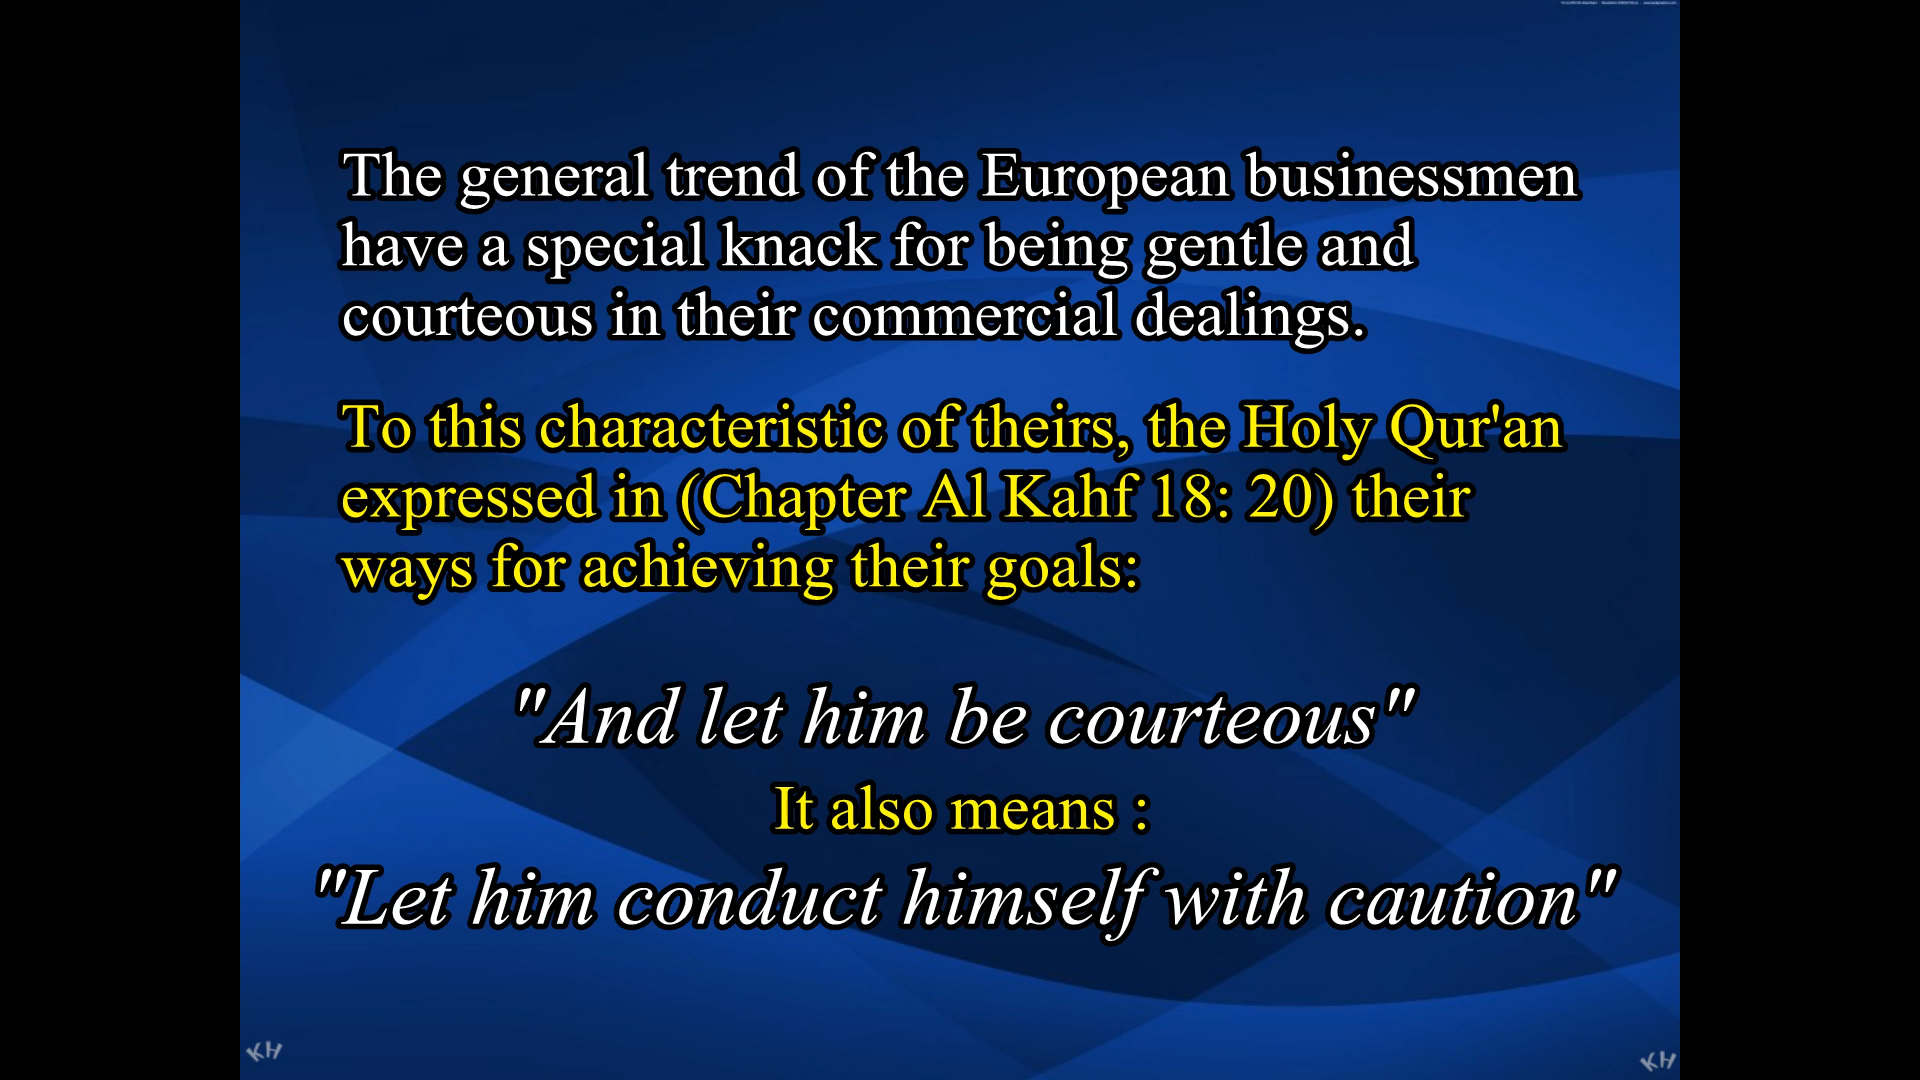 The general trend of the European businessmen
have a special knack for being gentle and
courteous in their commercial dealings.
To this characteristic of theirs, the Holy Qur'an
expressed in (Chapter Al Kahf 18: 20) their
ways for achieving their goals:
"And let him be courteous"
It also means :
"Let him conduct himself with caution"
KH
KH